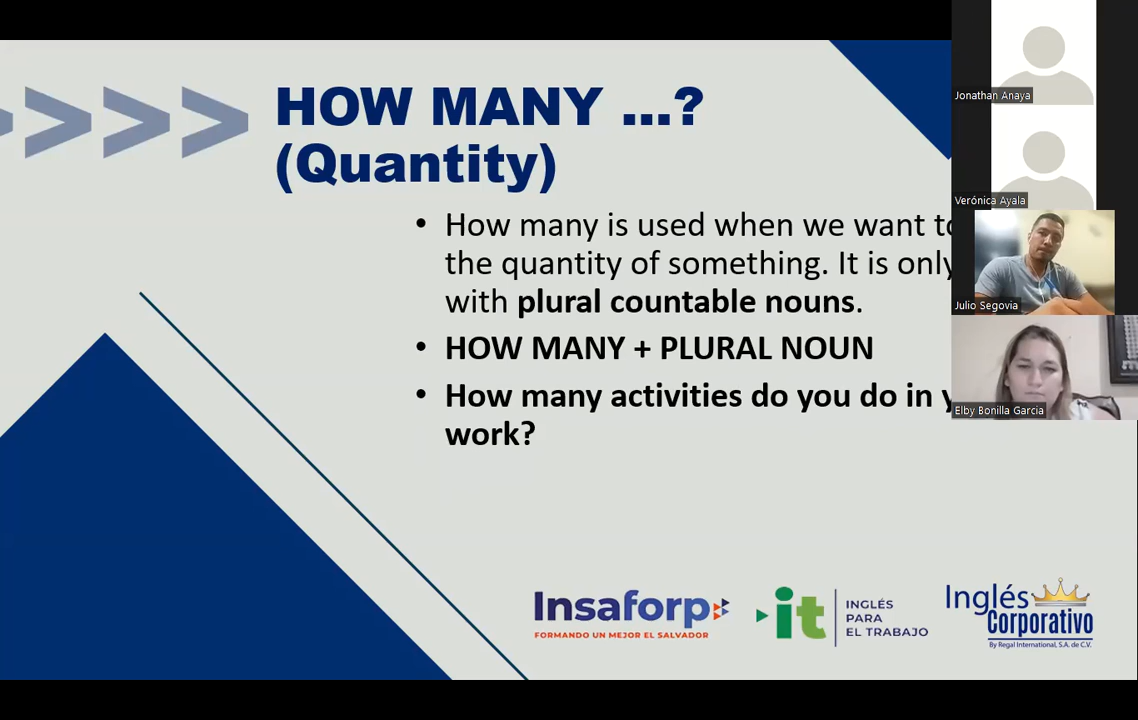 HOW MANY ...?
(Quantity)
• How many is used when we want to
the quantity of something. It is only
with plural countable nouns.
• HOW MANY + PLURAL NOUN
• How many activities do you do in
work?
Insaforp
FORMANDO UN MEJOR EL SALVADOR
it
INGLÉS
PARA
EL TRABAJO
Inglés
Corporativo
By Regal International, S.A. de C.V.
Jonathan Anaya
Verónica Ayala
Julio Segovia
Elby Bonilla Garcia